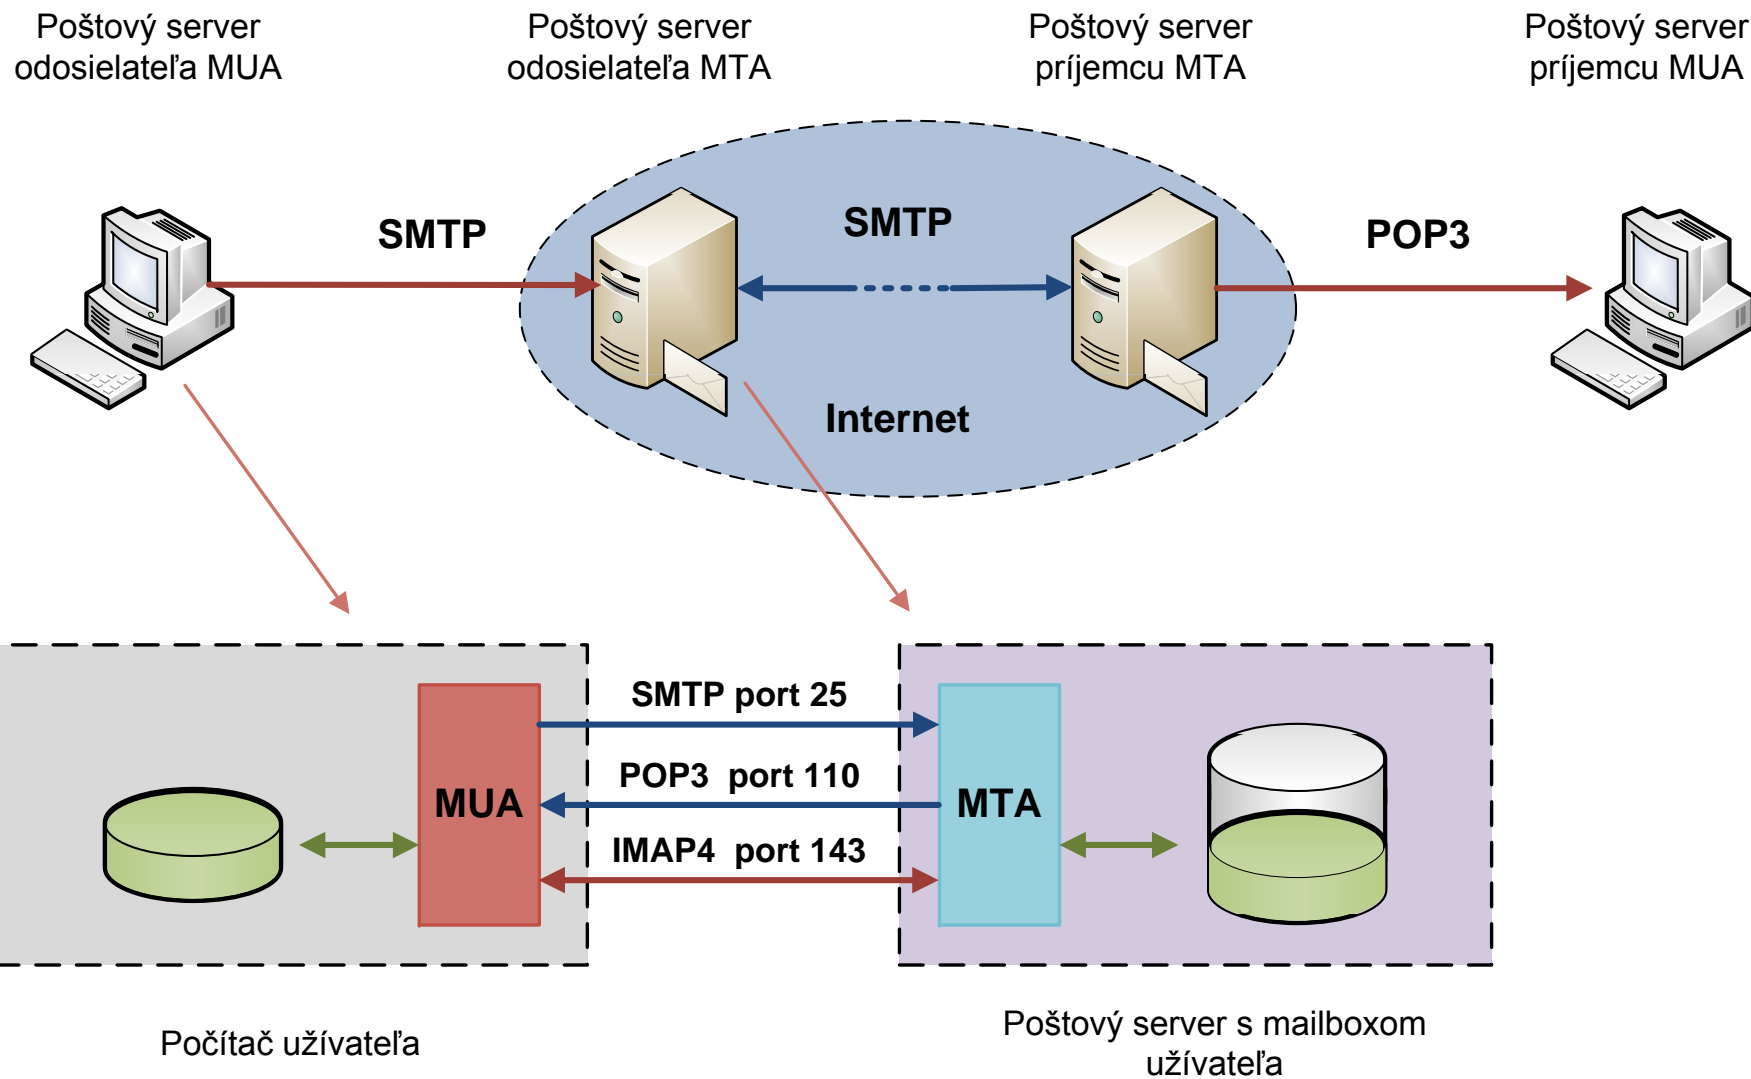 Poštový server
odosielateľa MUA
Poštový server
odosielateľa MTA
Poštový server
príjemcu MTA
Poštový server
príjemcu MUA
SMTP
SMTP
POP3
Internet
SMTP port 25
POP3 port 110
IMAP4 port 143
MUA
MTA
Počítač užívateľa
Poštový server s mailboxom
užívateľa